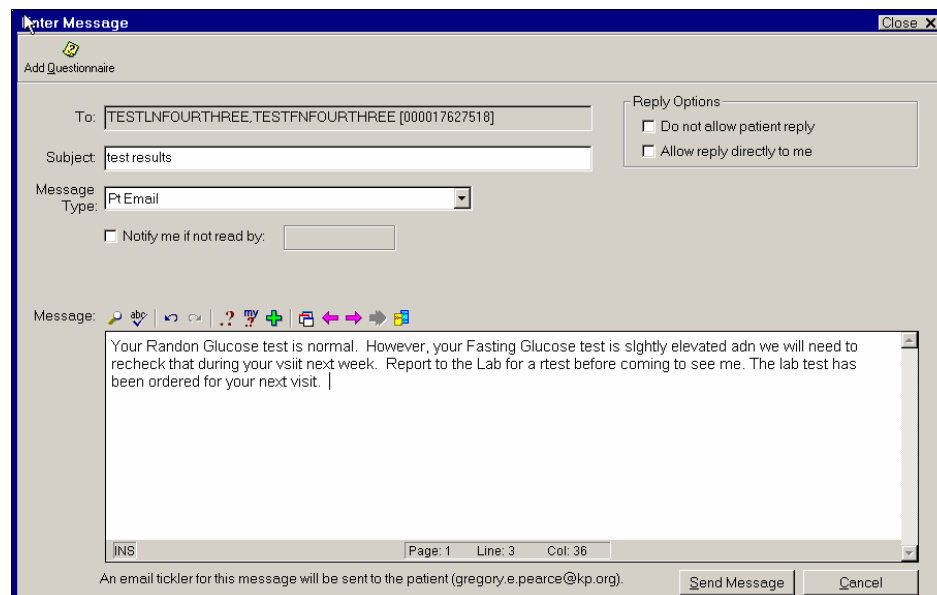 Enter Message
Close X
Add Questionnaire
To: TESTLNFOURTHREE,TESTFNFOURTHREE [000017627518]
Reply Options
Do not allow patient reply
Allow reply directly to me
Subject: test results
Message
Type: Pt Email
Notify me if not read by:
Message:
Your Randon Glucose test is normal. However, your Fasting Glucose test is slghtly elevated adn we will need to
recheck that during your vsiit next week. Report to the Lab for a rtest before coming to see me. The lab test has
been ordered for your next visit.
INS Page: 1 Line: 3 Col: 36
An email tickler for this message will be sent to the patient (gregory.e.pearce@kp.org).
Send Message Cancel